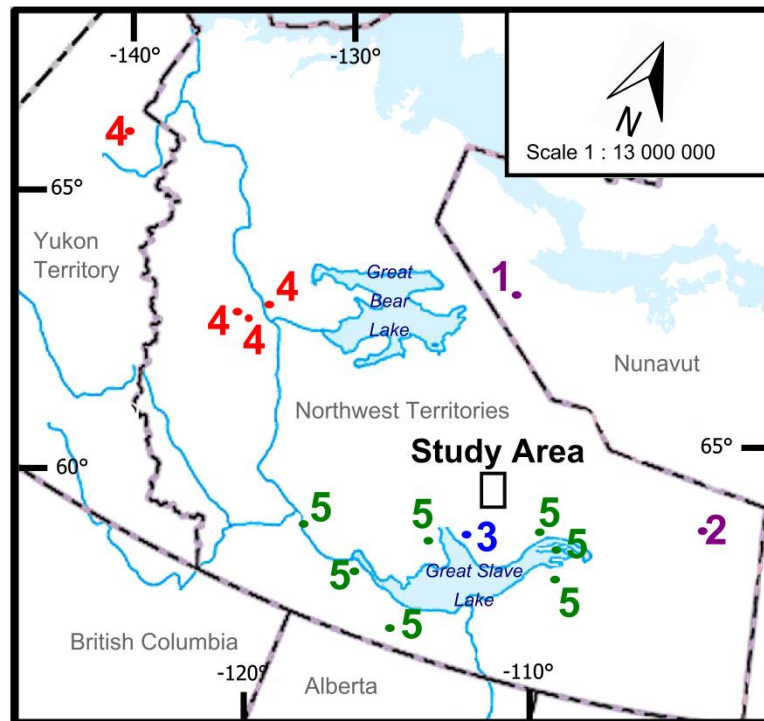 -140°
-130°
N
Scale 1 : 13 000 000
4
65°
Yukon
Territory
Great
Bear
Lake
1
4
4
4
Nunavut
Northwest Territories
65°
60°
Study Area
5
5
3
5
2
5
5
Great Slave
Lake
5
5
British Columbia
-120°
-110°
Alberta